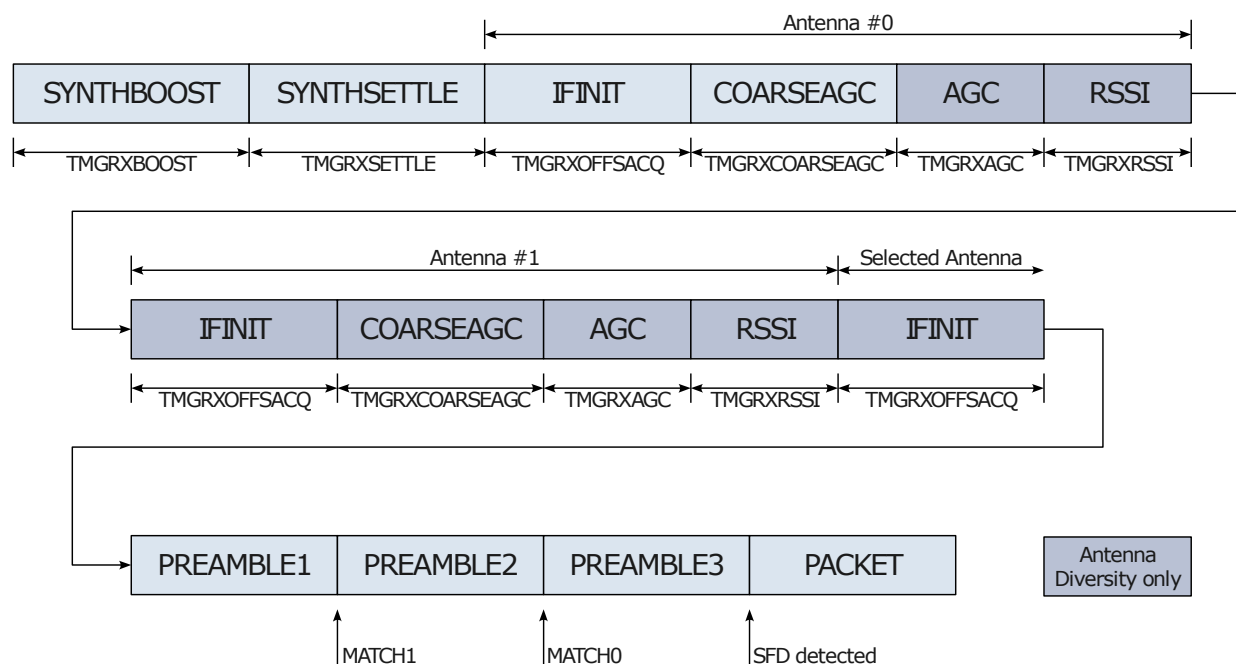 Antenna #0
SYNTHBOOST SYNTHSETTLE IFINIT COARSEAGC AGC RSSI
TMGRXBOOST TMGRXSETTLE TMGRXOFFSACQ TMGRXCOARSEAGC TMGRXAGC TMGRXRSSI
Antenna #1 Selected Antenna
IFINIT COARSEAGC AGC RSSI IFINIT
TMGRXOFFSACQ TMGRXCOARSEAGC TMGRXAGC TMGRXRSSI TMGRXOFFSACQ
PREAMBLE1 PREAMBLE2 PREAMBLE3 PACKET
Antenna
Diversity only
MATCH1 MATCH0 SFD detected